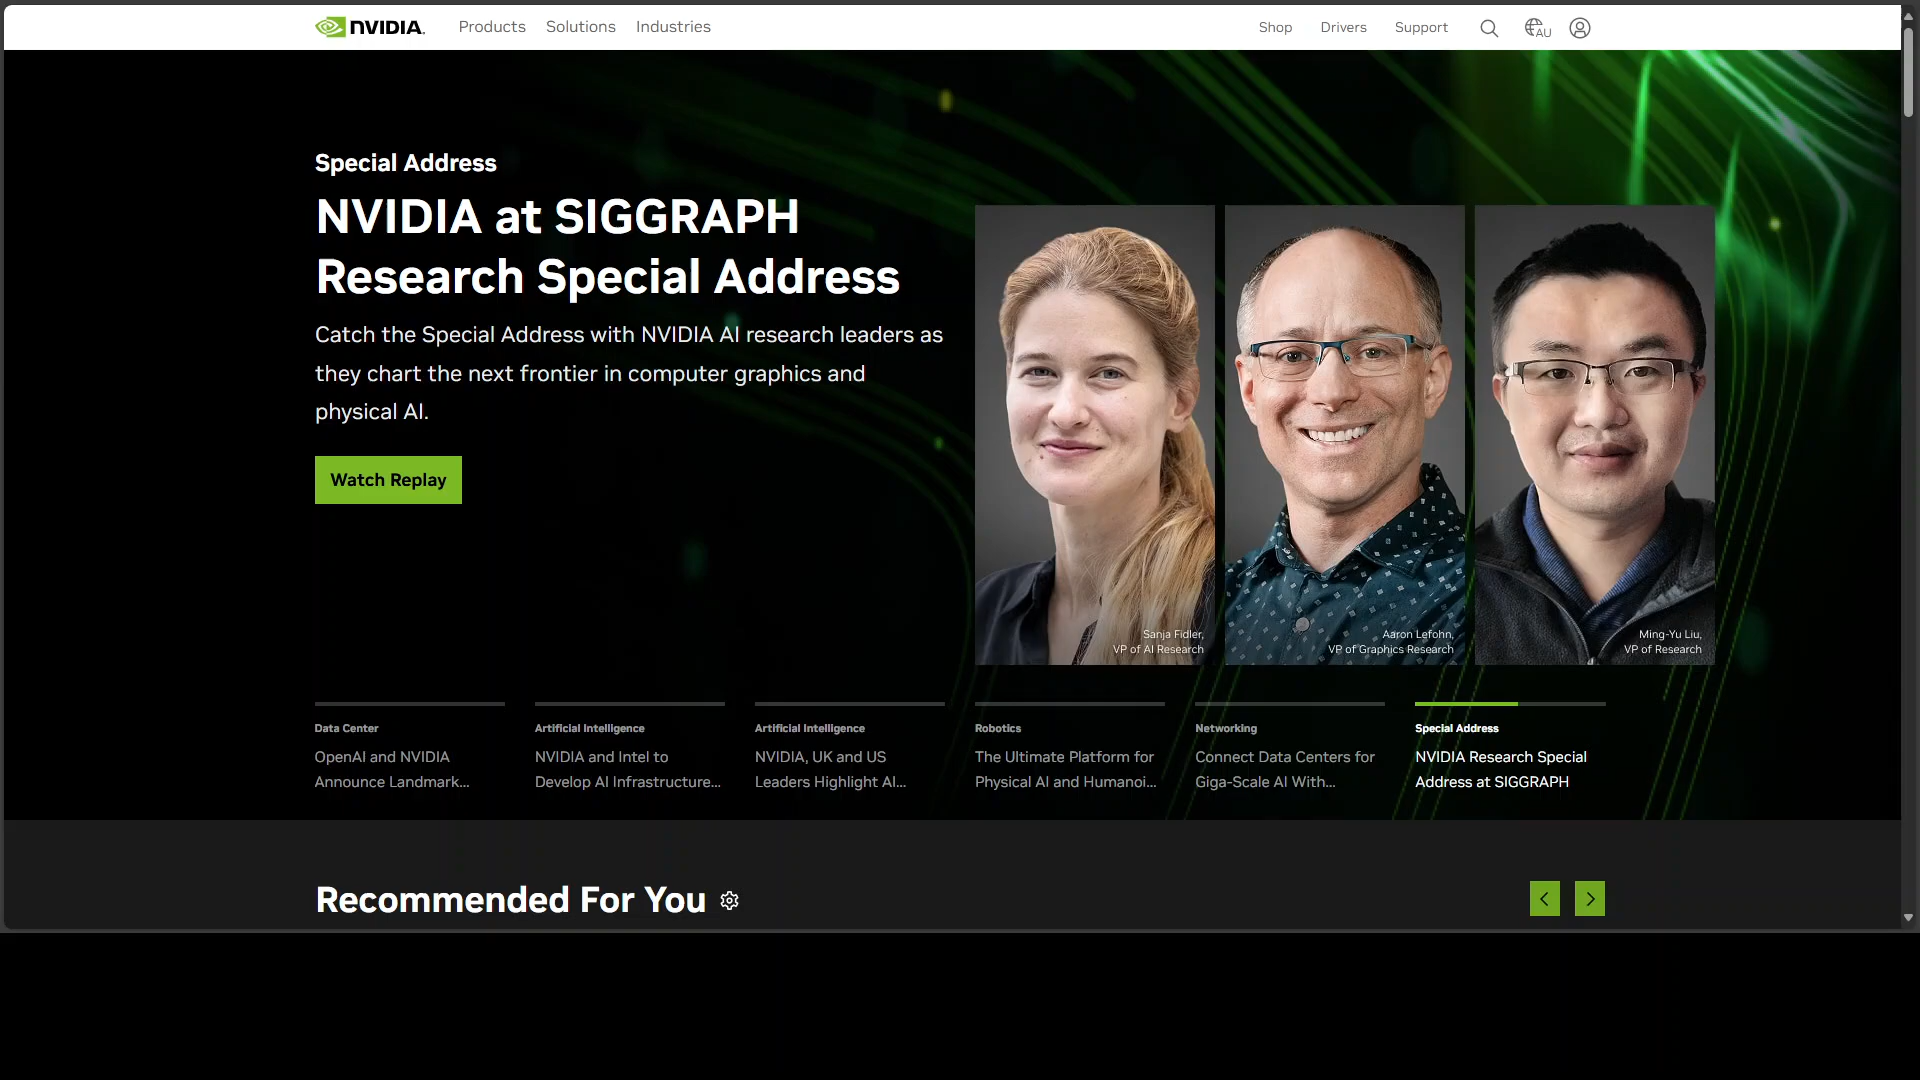 NVIDIA.
Products
Solutions
Industries
Shop
Drivers
Support
AU
Special Address
NVIDIA at SIGGRAPH
Research Special Address
Catch the Special Address with NVIDIA AI research leaders as
they chart the next frontier in computer graphics and
physical AI.
Watch Replay
Sanja Fidler,
VP of AI Research
Aaron Lefohn,
VP of Graphics Research
Ming-Yu Liu,
VP of Research
Data Center
OpenAI and NVIDIA
Announce Landmark...
Artificial Intelligence
NVIDIA and Intel to
Develop AI Infrastructure...
Artificial Intelligence
NVIDIA, UK and US
Leaders Highlight AI...
Robotics
The Ultimate Platform for
Physical AI and Humanoi...
Networking
Connect Data Centers for
Giga-Scale AI With...
Special Address
NVIDIA Research Special
Address at SIGGRAPH
Recommended For You